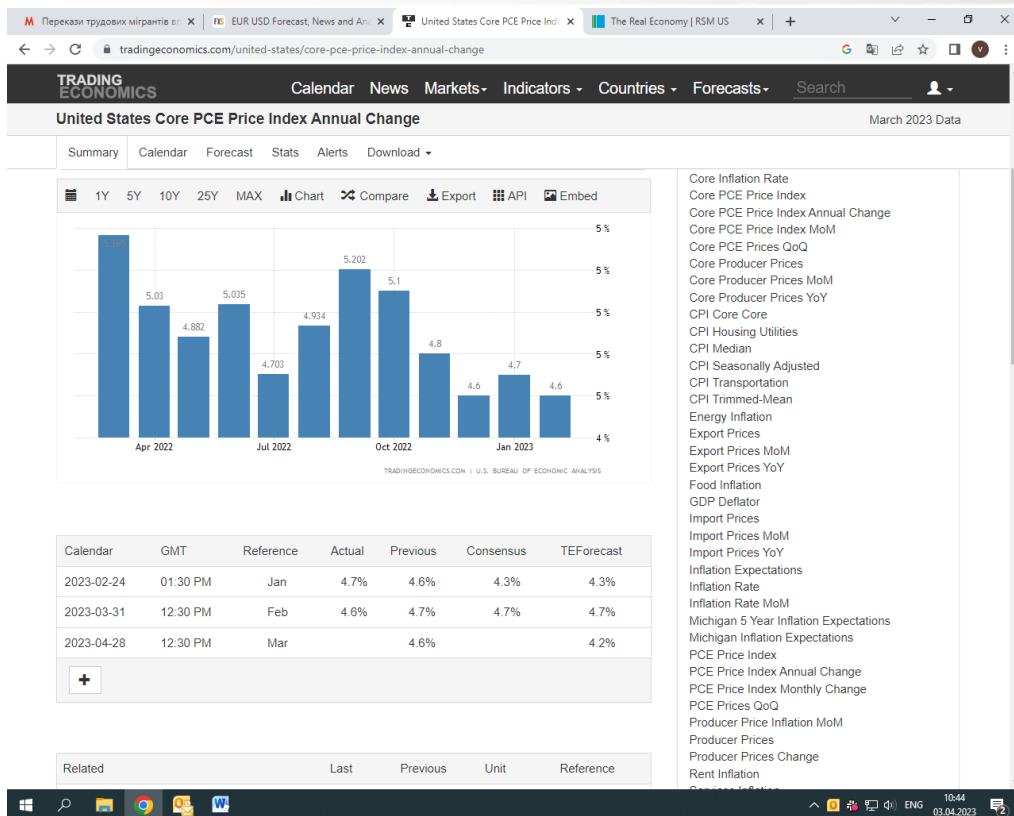 Перекази трудових мігрантів вп
EUR USD Forecast, News and Ana
United States Core PCE Price Inde
The Real Economy | RSM US
tradingeconomics.com/united-states/core-pce-price-index-annual-change
TRADING ECONOMICS
Calendar News Markets Indicators Countries Forecasts Search
United States Core PCE Price Index Annual Change
March 2023 Data
Summary Calendar Forecast Stats Alerts Download
1Y 5Y 10Y 25Y MAX Chart Compare Export API Embed
5 %
5.202
5.1
5 %
5.03
5.035
4.934
5 %
4.882
4.8
5 %
4.703
4.7
4.6
4.6
5 %
4 %
Apr 2022 Jul 2022 Oct 2022 Jan 2023
TRADINGECONOMICS.COM | U.S. BUREAU OF ECONOMIC ANALYSIS
Calendar GMT Reference Actual Previous Consensus TEForecast
2023-02-24 01:30 PM Jan 4.7% 4.6% 4.3% 4.3%
2023-03-31 12:30 PM Feb 4.6% 4.7% 4.7% 4.7%
2023-04-28 12:30 PM Mar 4.6% 4.2%
Related Last Previous Unit Reference
Core Inflation Rate
Core PCE Price Index
Core PCE Price Index Annual Change
Core PCE Price Index MoM
Core PCE Prices QoQ
Core Producer Prices
Core Producer Prices MoM
Core Producer Prices YoY
CPI Core Core
CPI Housing Utilities
CPI Median
CPI Seasonally Adjusted
CPI Transportation
CPI Trimmed-Mean
Energy Inflation
Export Prices
Export Prices MoM
Export Prices YoY
Food Inflation
GDP Deflator
Import Prices
Import Prices MoM
Import Prices YoY
Inflation Expectations
Inflation Rate
Inflation Rate MoM
Michigan 5 Year Inflation Expectations
Michigan Inflation Expectations
PCE Price Index
PCE Price Index Annual Change
PCE Price Index Monthly Change
PCE Prices QoQ
Producer Price Inflation MoM
Producer Prices
Producer Prices Change
Rent Inflation
Services Inflation
ENG
10:44
03.04.2023
2